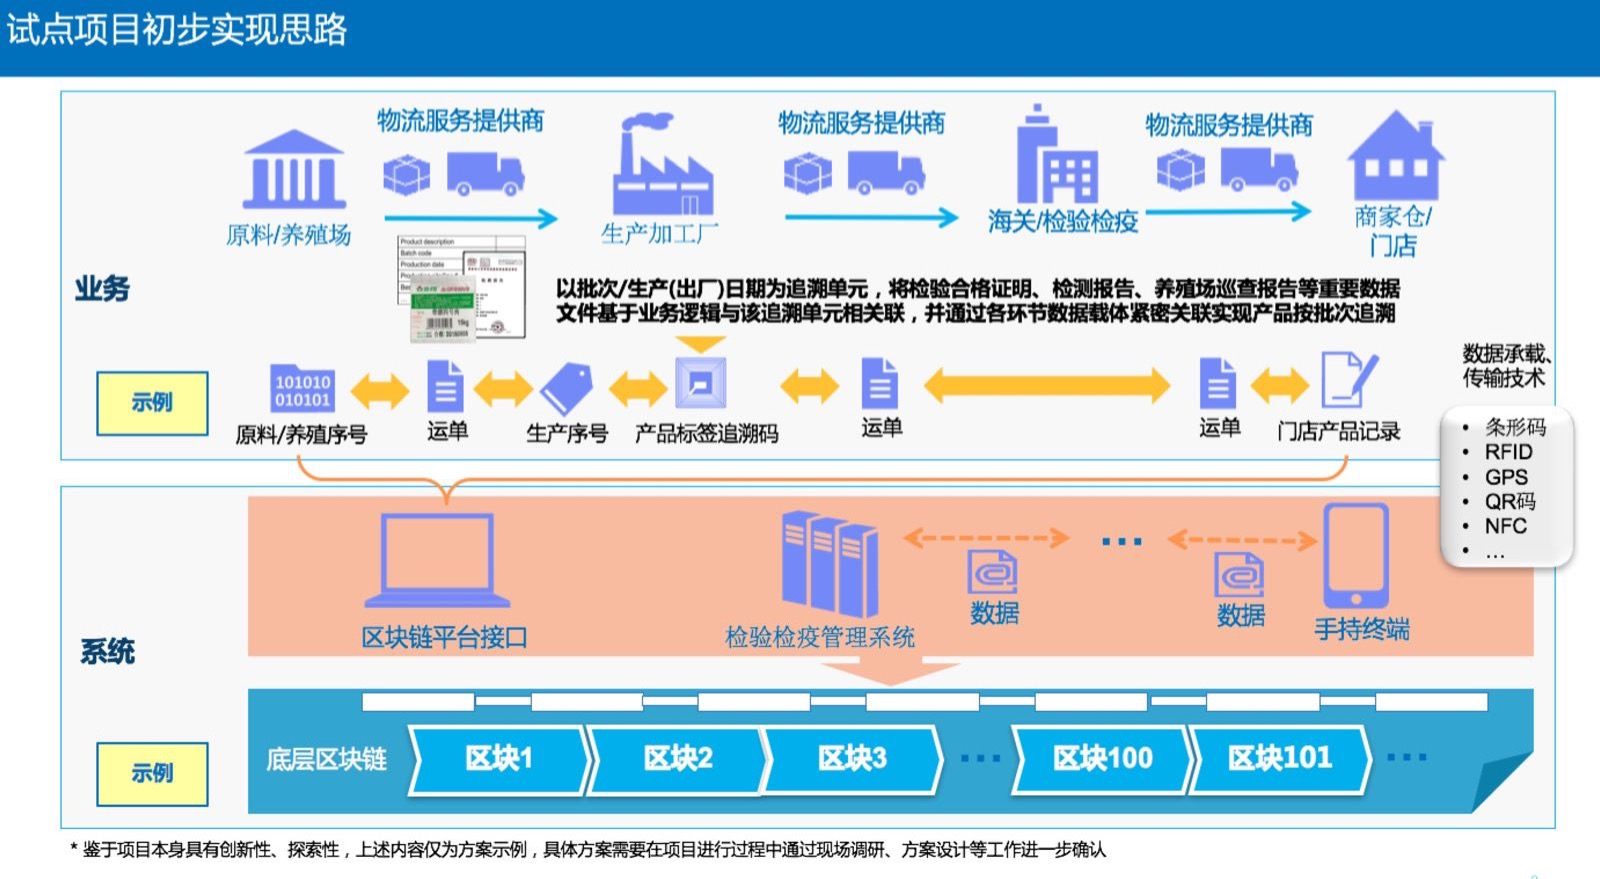 试点项目初步实现思路
物流服务提供商
物流服务提供商
物流服务提供商
原料/养殖场
生产加工厂
海关/检验检疫
商家仓/
门店
业务
Product description
Batch code
Production date
15kg
以批次/生产(出厂)日期为追溯单元，将检验合格证明、检测报告、养殖场巡查报告等重要数据
文件基于业务逻辑与该追溯单元相关联，并通过各环节数据载体紧密关联实现产品按批次追溯
示例
101010
010101
原料/养殖序号
运单
生产序号
产品标签追溯码
运单
运单
门店产品记录
数据承载、
传输技术
• 条形码
• RFID
• GPS
• QR码
• NFC
• ...
系统
区块链平台接口
检验检疫管理系统
数据
...
数据
手持终端
示例
底层区块链
区块1
区块2
区块3
...
区块100
区块101
...
* 鉴于项目本身具有创新性、探索性，上述内容仅为方案示例，具体方案需要在项目进行过程中通过现场调研、方案设计等工作进一步确认